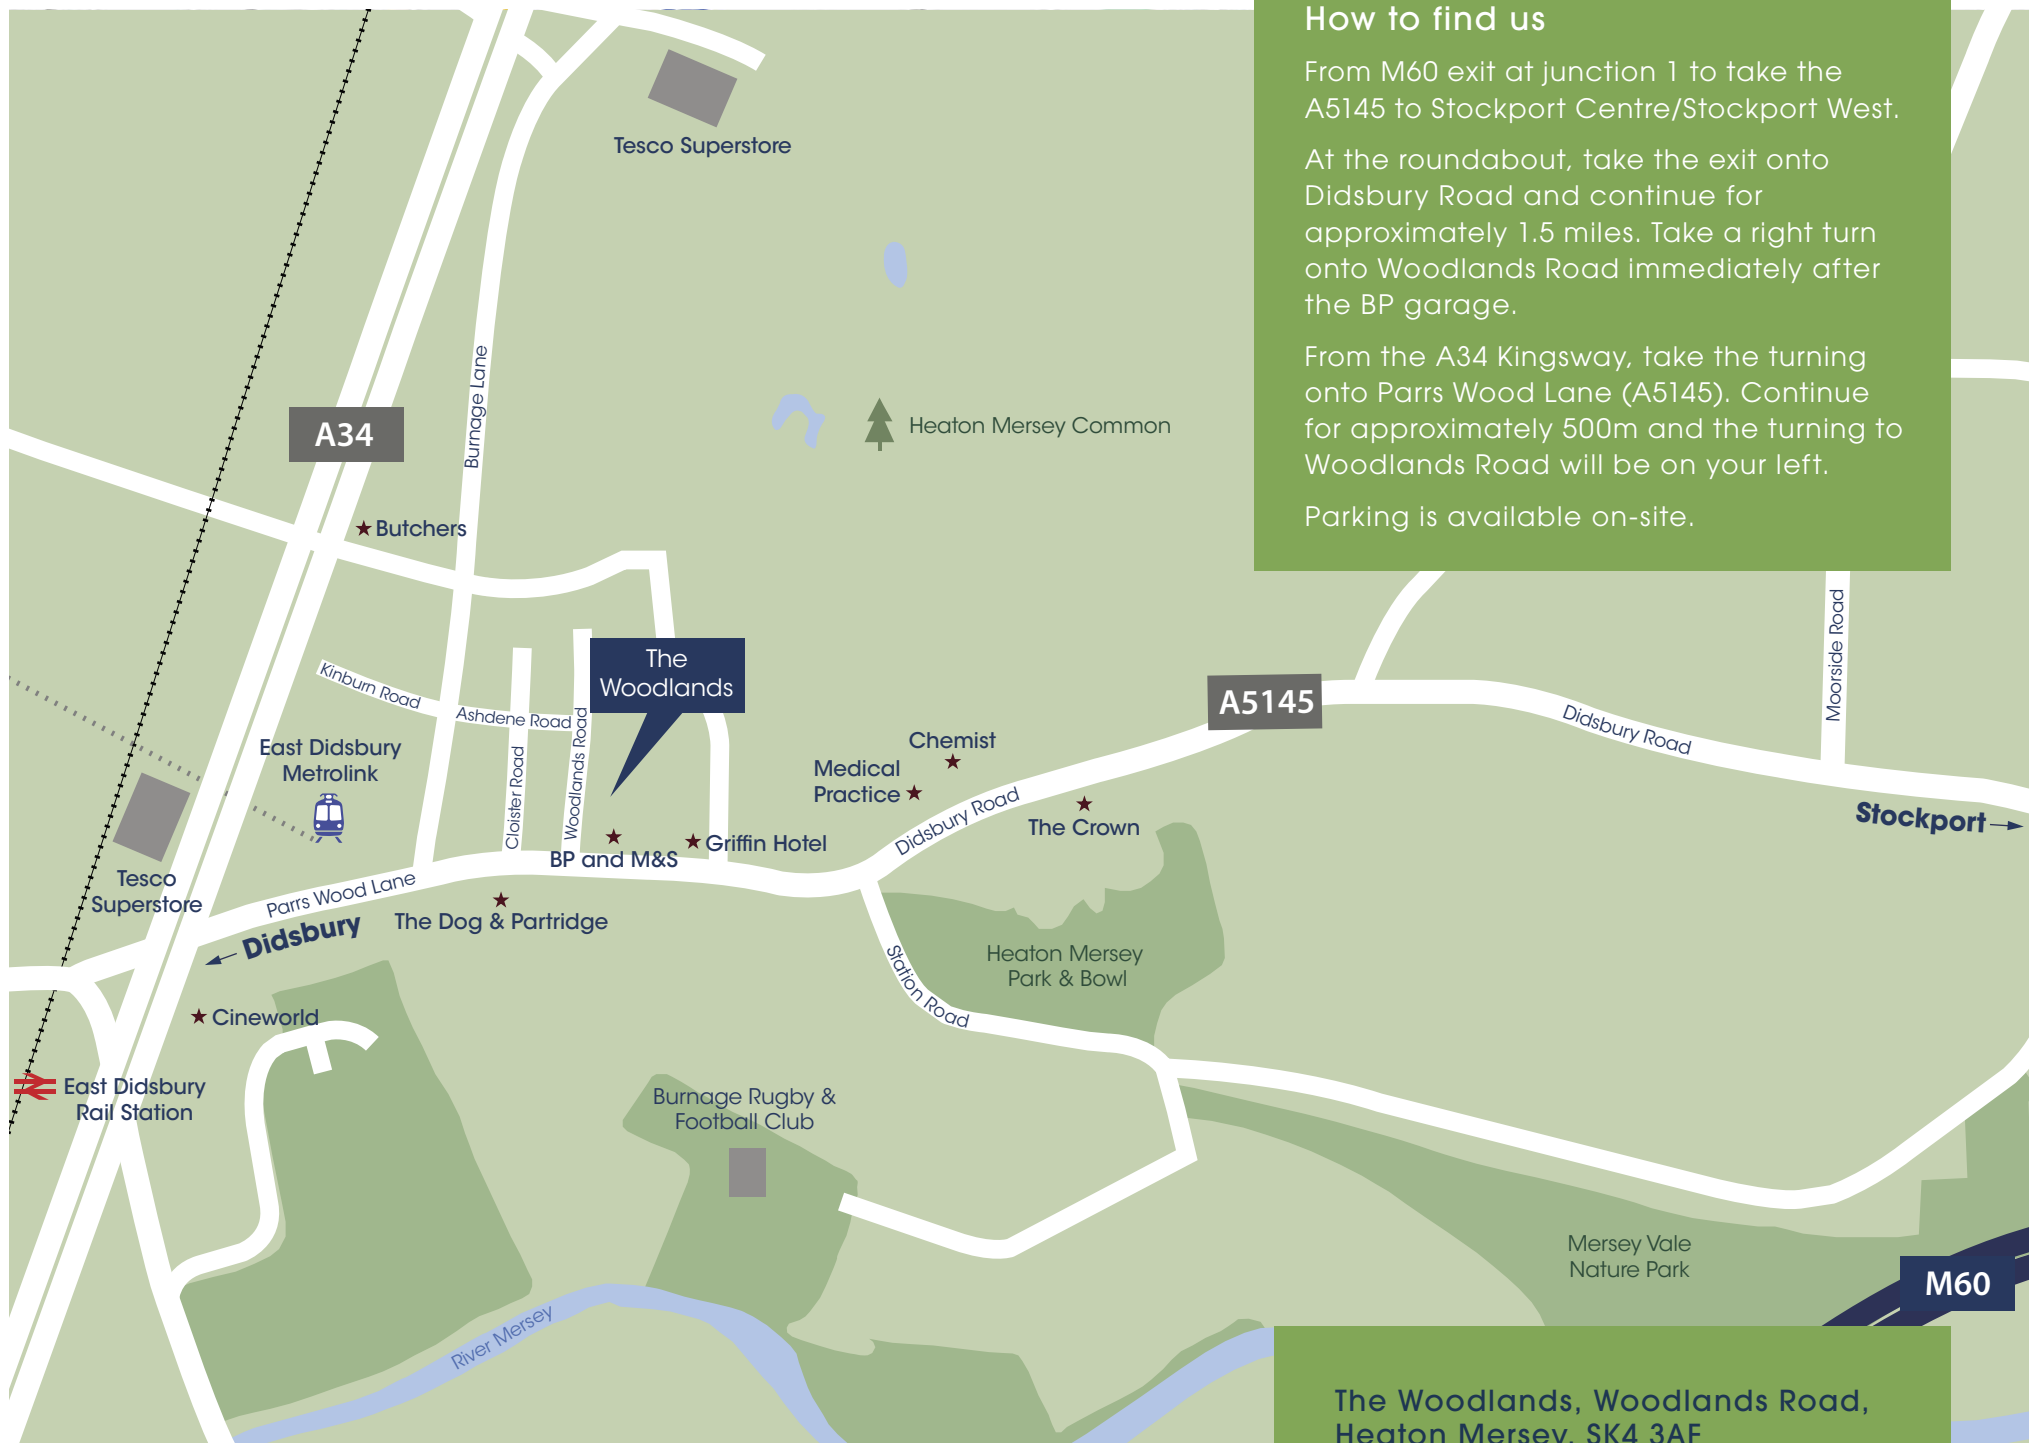 How to find us
From M60 exit at junction 1 to take the
A5145 to Stockport Centre/Stockport West.
At the roundabout, take the exit onto
Didsbury Road and continue for
approximately 1.5 miles. Take a right turn
onto Woodlands Road immediately after
the BP garage.
From the A34 Kingsway, take the turning
onto Parrs Wood Lane (A5145). Continue
for approximately 500m and the turning to
Woodlands Road will be on your left.
Parking is available on-site.
Tesco Superstore
Burnage Lane
A34
Heaton Mersey Common
Butchers
Moorside Road
The
Woodlands
Kinburn Road
Ashdene Road
A5145
Didsbury Road
Woodlands Road
Cloister Road
East Didsbury
Metrolink
Chemist
Medical
Practice
Didsbury Road
The Crown
Stockport
Griffin Hotel
BP and M&S
Tesco
Superstore
Parrs Wood Lane
The Dog & Partridge
Didsbury
Heaton Mersey
Park & Bowl
Station Road
Cineworld
East Didsbury
Rail Station
Burnage Rugby &
Football Club
Mersey Vale
Nature Park
M60
River Mersey
The Woodlands, Woodlands Road,
Heaton Mersey, SK4 3AF